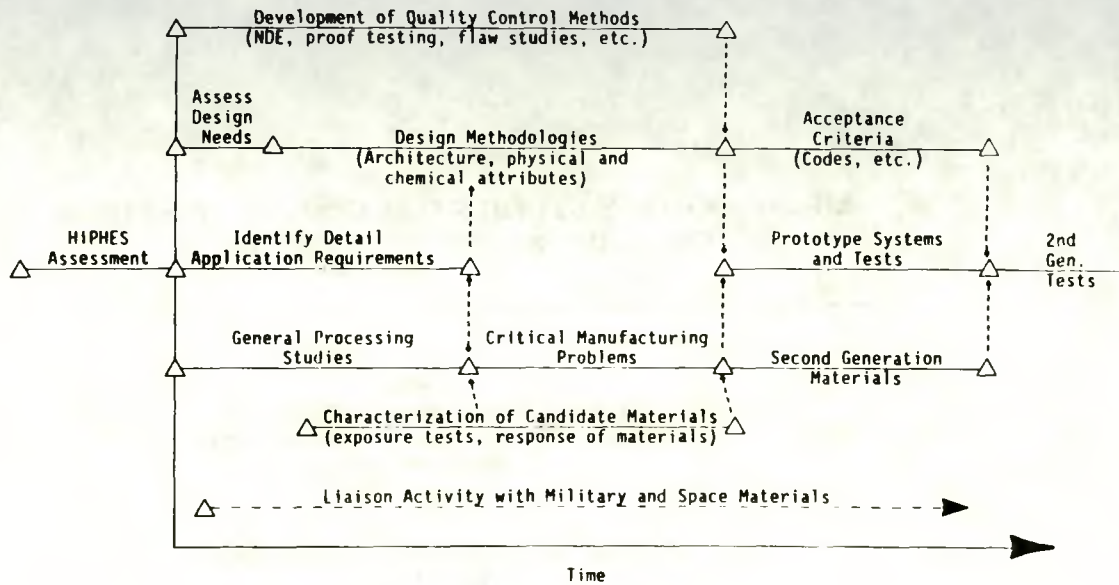 Development of Quality Control Methods
(NDE, proof testing, flaw studies, etc.)
Assess
Design
Needs
Design Methodologies
(Architecture, physical and
chemical attributes)
Acceptance
Criteria
(Codes, etc.)
HiPHES
Assessment
Identify Detail
Application Requirements
Prototype Systems
and Tests
2nd
Gen.
Tests
General Processing
Studies
Critical Manufacturing
Problems
Second Generation
Materials
Characterization of Candidate Materials
(exposure tests, response of materials)
Liaison Activity with Military and Space Materials
Time